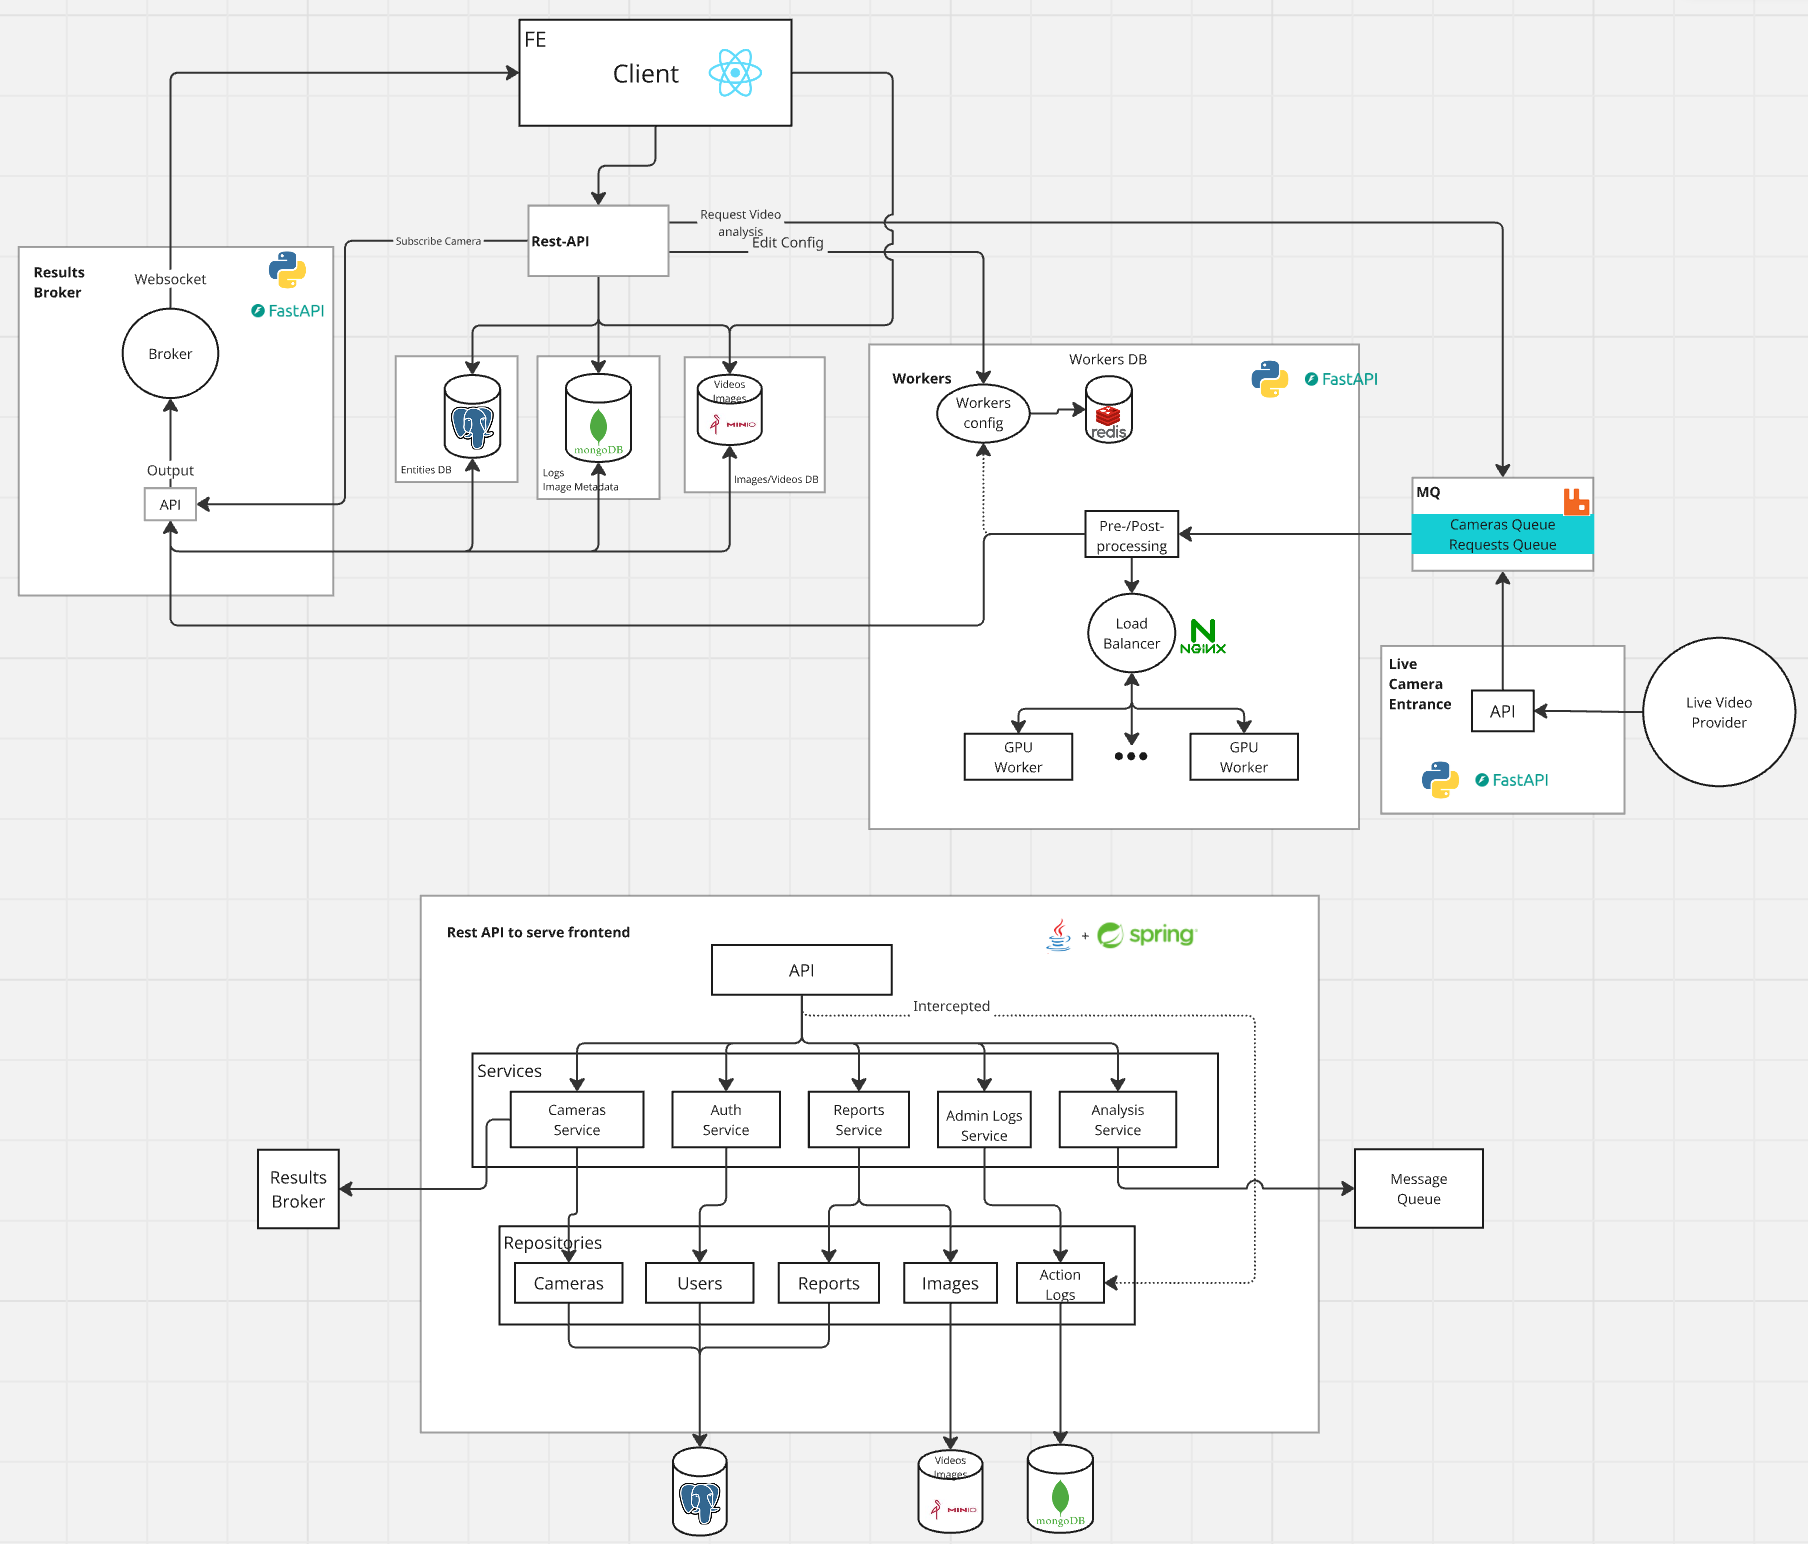 FE
Client
Rest-API
Subscribe Camera
Request Video
analysis
Edit Config
Results
Broker
Websocket
FastAPI
Broker
Output
API
Entities DB
mongoDB
Logs
Image Metadata
Videos
Images
MINIO
Images/Videos DB
Workers
Workers DB
FastAPI
Workers
config
redis
Pre-/Post-
processing
Load
Balancer
NGINX
GPU
Worker
GPU
Worker
MQ
Cameras Queue
Requests Queue
Live
Camera
Entrance
API
FastAPI
Live Video
Provider
Rest API to serve frontend
+
spring
API
Intercepted
Services
Cameras
Service
Auth
Service
Reports
Service
Admin Logs
Service
Analysis
Service
Results
Broker
Message
Queue
Repositories
Cameras
Users
Reports
Images
Action
Logs
Videos
Images
MINIO
mongoDB